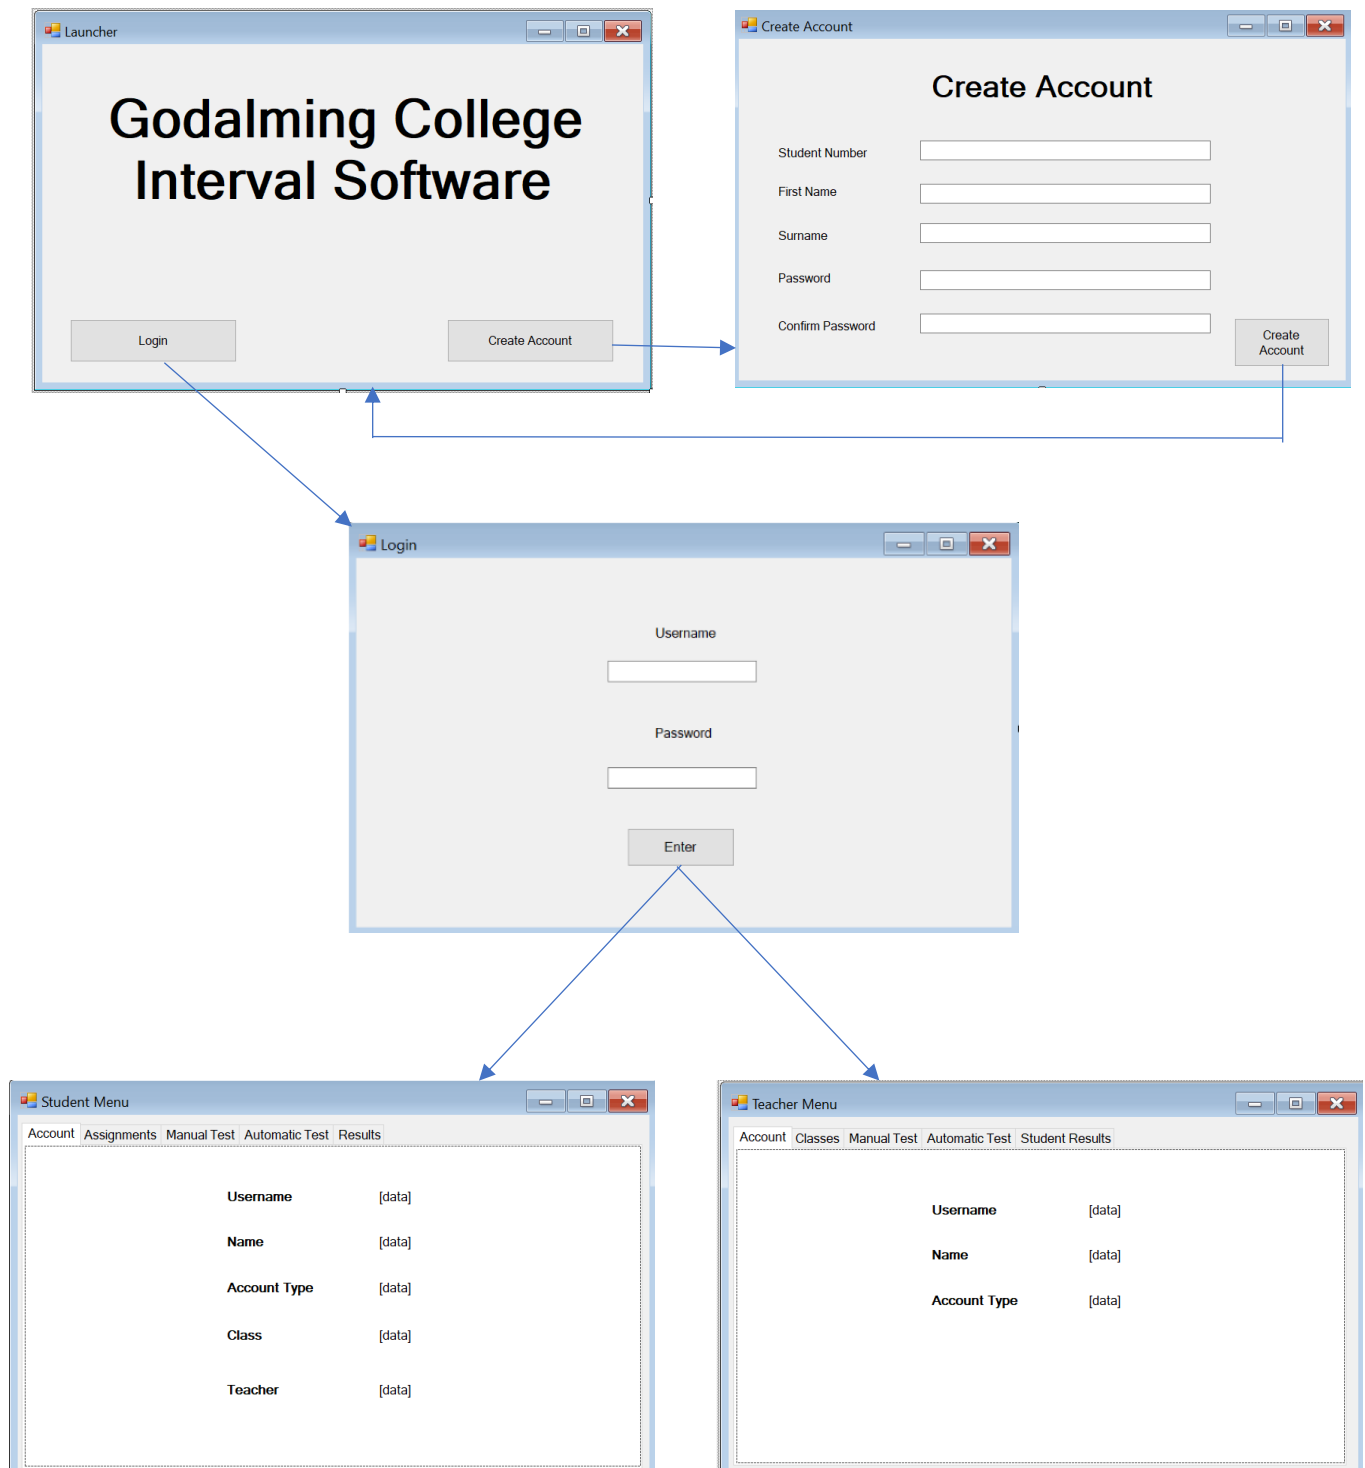 Launcher
Godalming College
Interval Software
Login
Create Account
Create Account
Create Account
Student Number
First Name
Surname
Password
Confirm Password
Create
Account
Login
Username
Password
Enter
Student Menu
Account Assignments Manual Test Automatic Test Results
Username [data]
Name [data]
Account Type [data]
Class [data]
Teacher [data]
Teacher Menu
Account Classes Manual Test Automatic Test Student Results
Username [data]
Name [data]
Account Type [data]